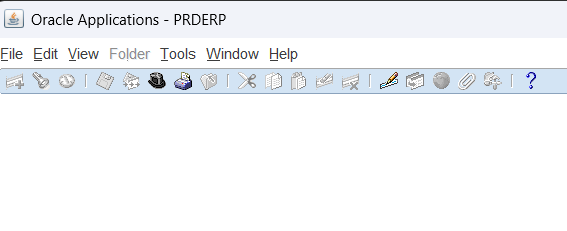 Oracle Applications - PRDERP
File Edit View Folder Tools Window Help
?